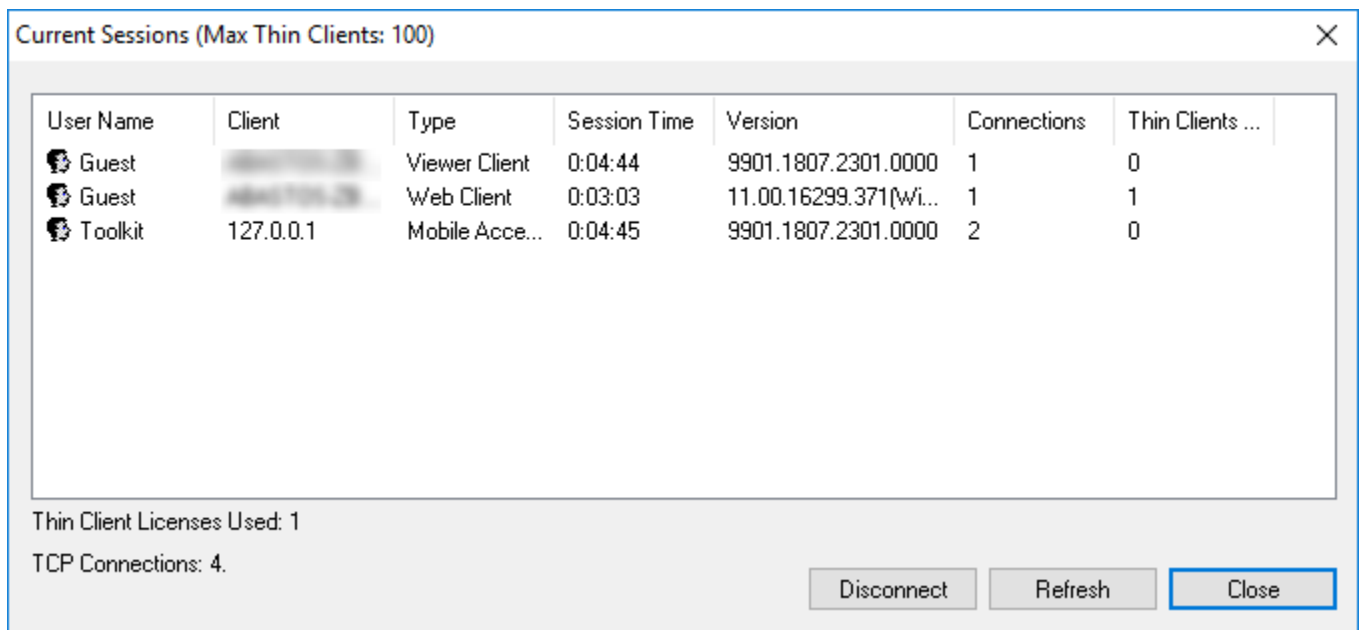 Current Sessions (Max Thin Clients: 100)
User Name Client Type Session Time Version Connections Thin Clients ...
Guest Viewer Client 0:04:44 9901.1807.2301.0000 1 0
Guest Web Client 0:03:03 11.00.16299.371(Wi... 1 1
Toolkit 127.0.0.1 Mobile Acce... 0:04:45 9901.1807.2301.0000 2 0
Thin Client Licenses Used: 1
TCP Connections: 4.
Disconnect Refresh Close